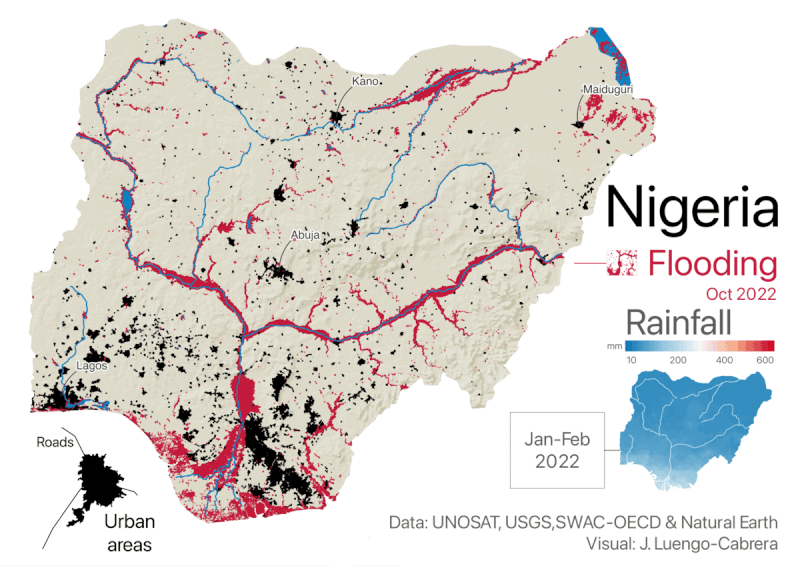 Kano
Maiduguri
Nigeria
Abuja
Flooding
Oct 2022
Rainfall
mm
10 200 400 600
Lagos
Jan-Feb
2022
Roads
Urban
areas
Data: UNOSAT, USGS,SWAC-OECD & Natural Earth
Visual: J. Luengo-Cabrera